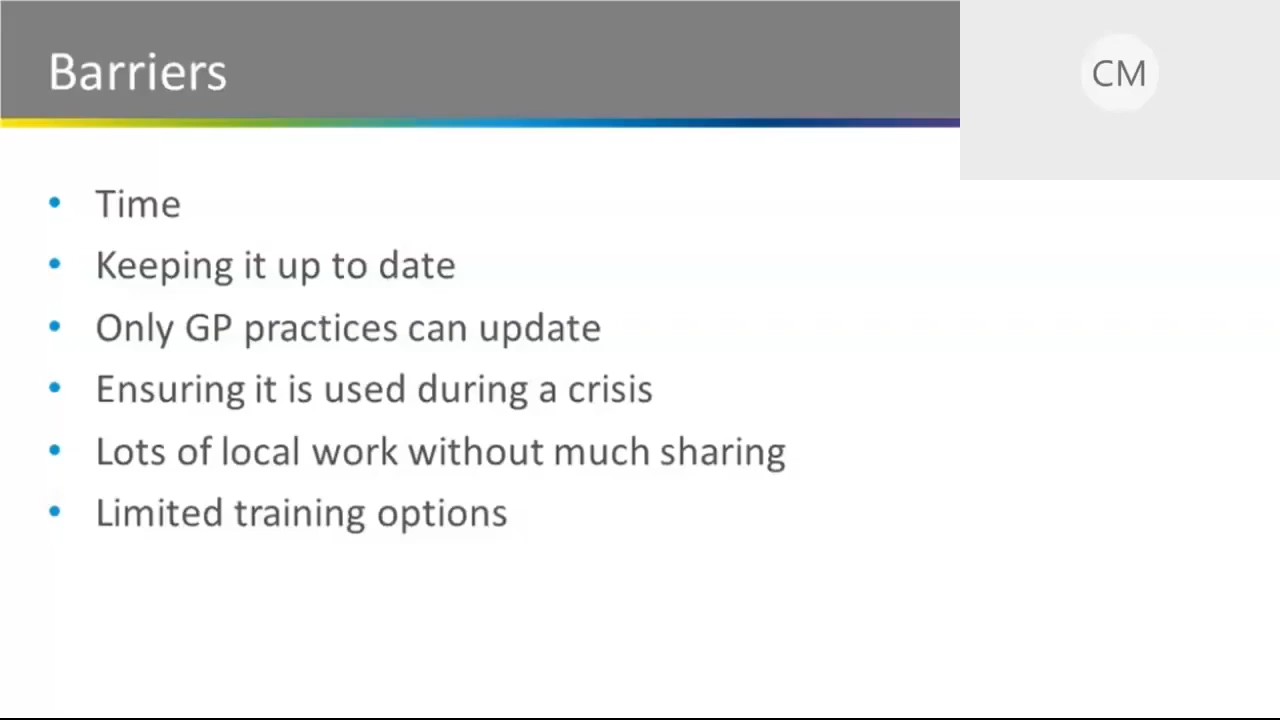 Barriers
CM
• Time
• Keeping it up to date
• Only GP practices can update
• Ensuring it is used during a crisis
• Lots of local work without much sharing
• Limited training options